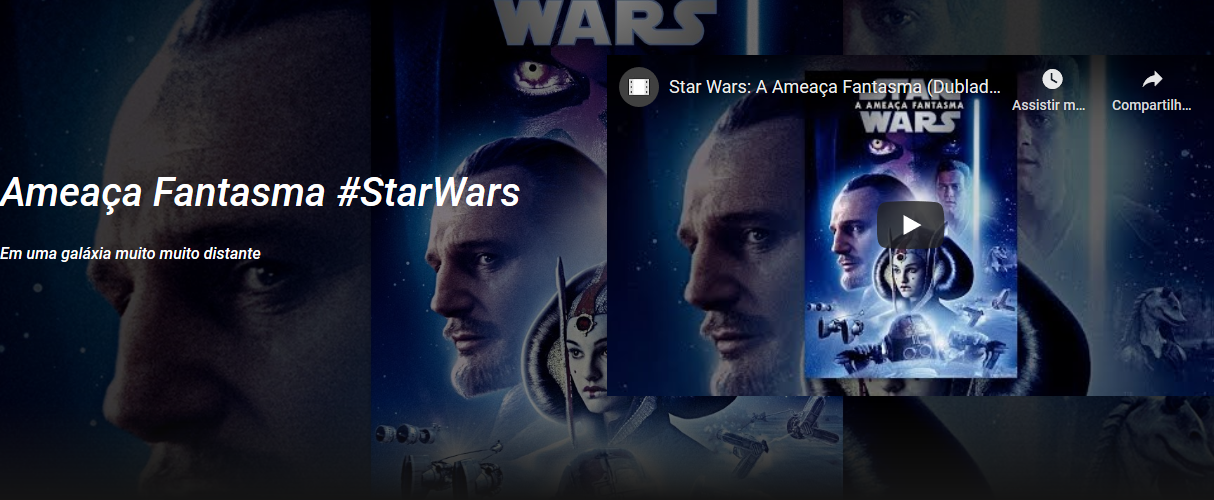 WARS
Star Wars: A Ameaça Fantasma (Dublad...
Assistir m...
Compartilh...
STAR
A AMEAÇA FANTASMA
WARS
Ameaça Fantasma #StarWars
Em uma galáxia muito muito distante